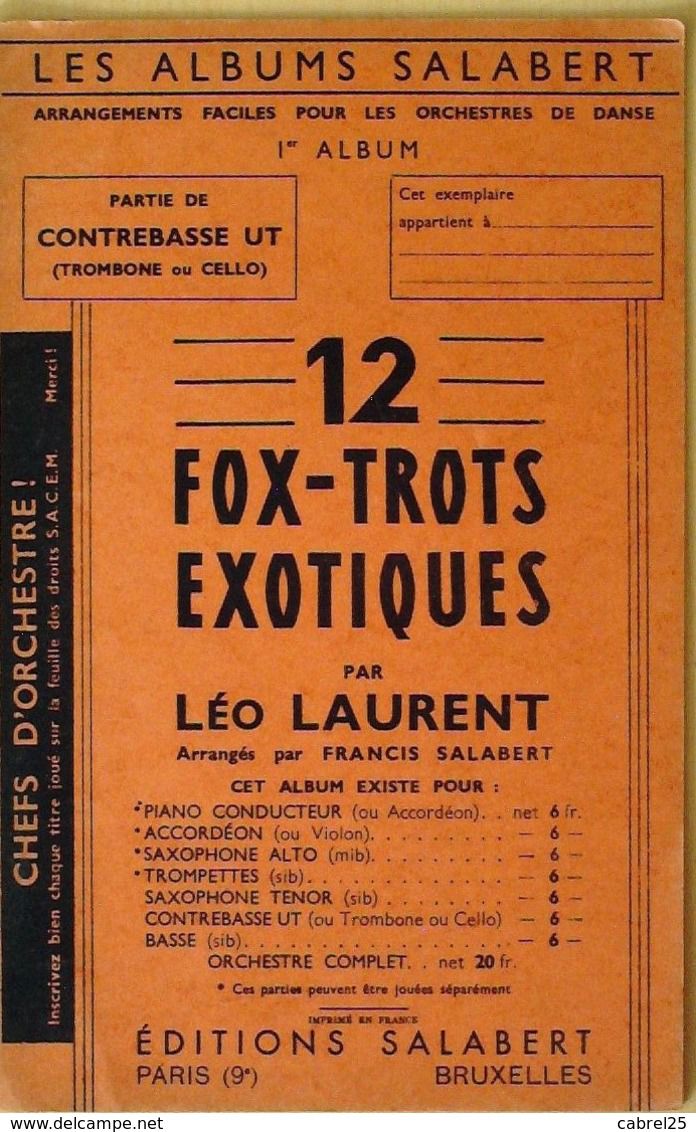 LES ALBUMS SALABERT
ARRANGEMENTS FACILES POUR LES ORCHESTRES DE DANSE
Ier ALBUM
PARTIE DE
CONTREBASSE UT
(TROMBONE ou CELLO)
Cet exemplaire
appartient à
12
FOX-TROTS
EXOTIQUES
PAR
LÉO LAURENT
Arrangés par FRANCIS SALABERT
CET ALBUM EXISTE POUR :
*PIANO CONDUCTEUR (ou Accordéon). . net 6 fr.
*ACCORDÉON (ou Violon). . . . . . . . . — 6 —
*SAXOPHONE ALTO (mib). . . . . . . . . — 6 —
*TROMPETTES (sib). . . . . . . . . . . . — 6 —
SAXOPHONE TENOR (sib) . . . . . . . . — 6 —
CONTREBASSE UT (ou Trombone ou Cello) — 6 —
BASSE (sib). . . . . . . . . . . . . . . . . — 6 —
ORCHESTRE COMPLET. . net 20 fr.
* Ces parties peuvent être jouées séparément
IMPRIMÉ EN FRANCE
ÉDITIONS SALABERT
PARIS (9e) BRUXELLES
CHEFS D'ORCHESTRE !
Inscrivez bien chaque titre joué sur la feuille des droits S.A.C.E.M. Merci !
www.delcampe.net
cabrel25